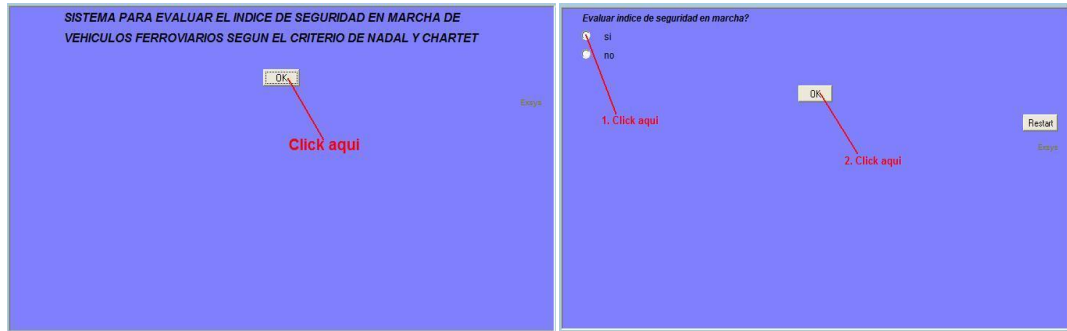 SISTEMA PARA EVALUAR EL INDICE DE SEGURIDAD EN MARCHA DE
VEHICULOS FERROVIARIOS SEGUN EL CRITERIO DE NADAL Y CHARTET
OK
Exsys
Click aqui
Evaluar indice de seguridad en marcha?
si
no
OK
1. Click aqui
Restart
Exsys
2. Click aqui